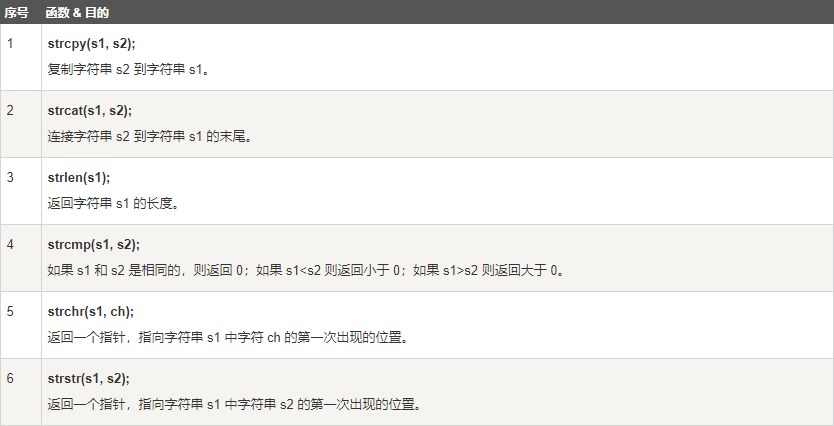 序号 函数 & 目的
1 strcpy(s1, s2);
复制字符串 s2 到字符串 s1。
2 strcat(s1, s2);
连接字符串 s2 到字符串 s1 的末尾。
3 strlen(s1);
返回字符串 s1 的长度。
4 strcmp(s1, s2);
如果 s1 和 s2 是相同的，则返回 0；如果 s1<s2 则返回小于 0；如果 s1>s2 则返回大于 0。
5 strchr(s1, ch);
返回一个指针，指向字符串 s1 中字符 ch 的第一次出现的位置。
6 strstr(s1, s2);
返回一个指针，指向字符串 s1 中字符串 s2 的第一次出现的位置。